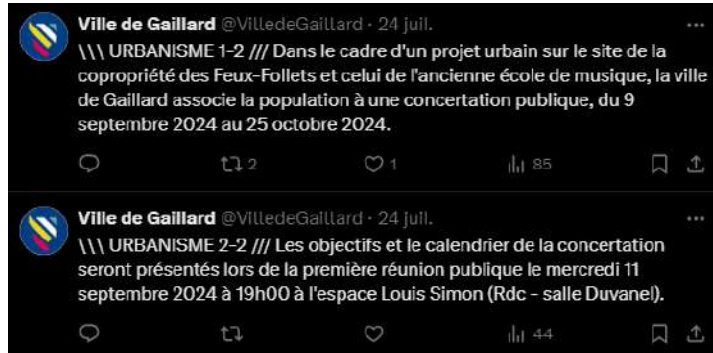 Ville de Gaillard @VilledeGaillard · 24 juil.
\\\ URBANISME 1-2 /// Dans le cadre d'un projet urbain sur le site de la
copropriété des Feux-Follets et celui de l'ancienne école de musique, la ville
de Gaillard associe la population à une concertation publique, du 9
septembre 2024 au 25 octobre 2024.
2 1 85
Ville de Gaillard @VilledeGaillard · 24 juil.
\\\ URBANISME 2-2 /// Les objectifs et le calendrier de la concertation
seront présentés lors de la première réunion publique le mercredi 11
septembre 2024 à 19h00 à l'espace Louis Simon (Rdc - salle Duvanel).
44